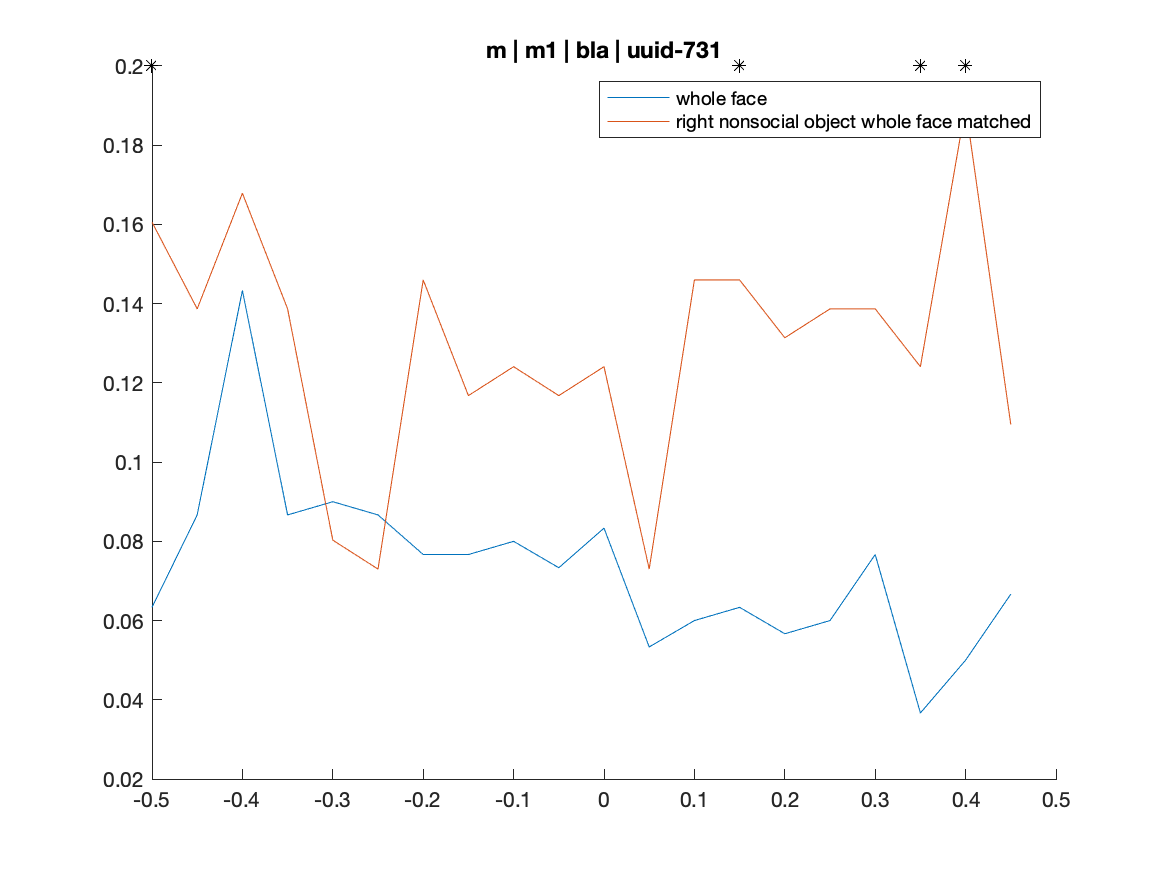 m | m1 | bla | uuid-731
0.2
whole face
right nonsocial object whole face matched
0.18
0.16
0.14
0.12
0.1
0.08
0.06
0.04
0.02
-0.5 -0.4 -0.3 -0.2 -0.1 0 0.1 0.2 0.3 0.4 0.5